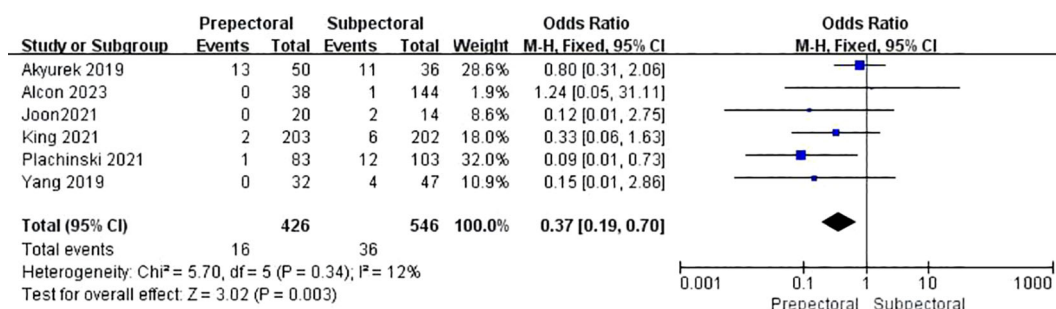 Prepectoral Subpectoral Odds Ratio Odds Ratio
Study or Subgroup Events Total Events Total Weight M-H, Fixed, 95% CI M-H, Fixed, 95% CI
Akyurek 2019 13 50 11 36 28.6% 0.80 [0.31, 2.06]
Alcon 2023 0 38 1 144 1.9% 1.24 [0.05, 31.11]
Joon2021 0 20 2 14 8.6% 0.12 [0.01, 2.75]
King 2021 2 203 6 202 18.0% 0.33 [0.06, 1.63]
Plachinski 2021 1 83 12 103 32.0% 0.09 [0.01, 0.73]
Yang 2019 0 32 4 47 10.9% 0.15 [0.01, 2.86]
Total (95% CI) 426 546 100.0% 0.37 [0.19, 0.70]
Total events 16 36
Heterogeneity: Chi² = 5.70, df = 5 (P = 0.34); I² = 12%
Test for overall effect: Z = 3.02 (P = 0.003)
0.001 0.1 1 10 1000
Prepectoral Subpectoral